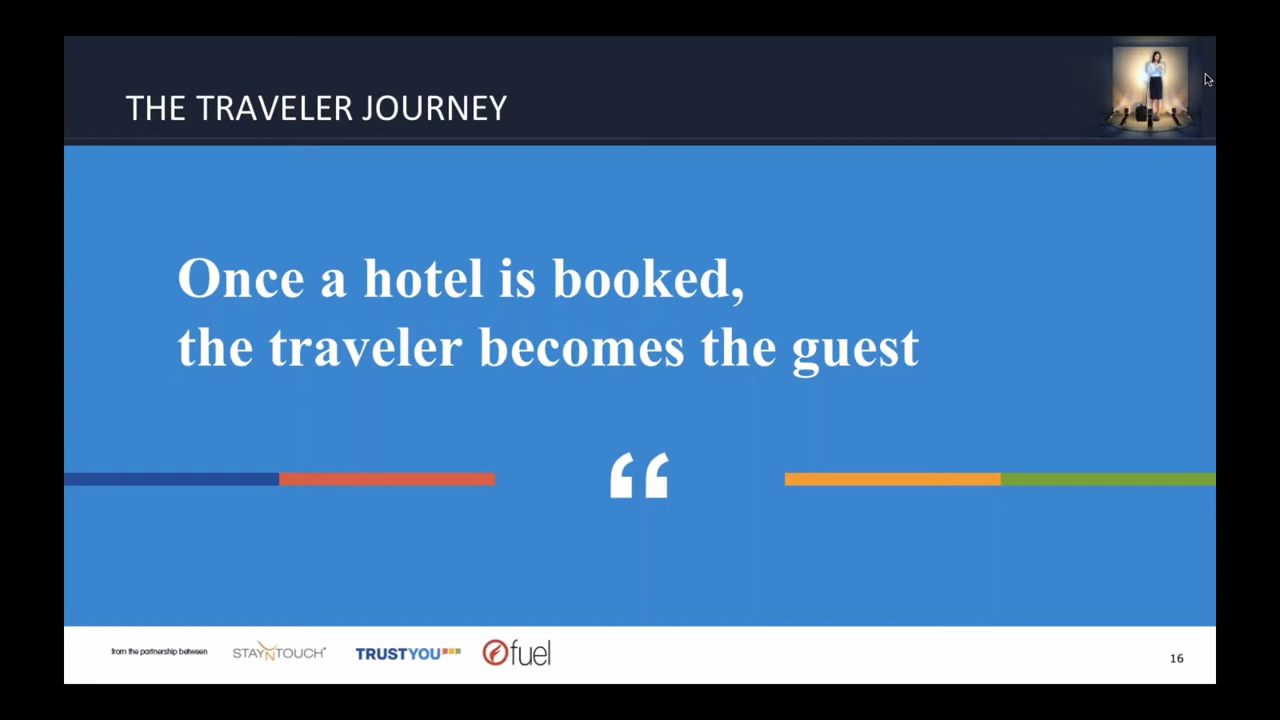 THE TRAVELER JOURNEY
Once a hotel is booked,
the traveler becomes the guest
“
from the partnership between
STAYNTOUCH®
TRUSTYOU
fuel
16